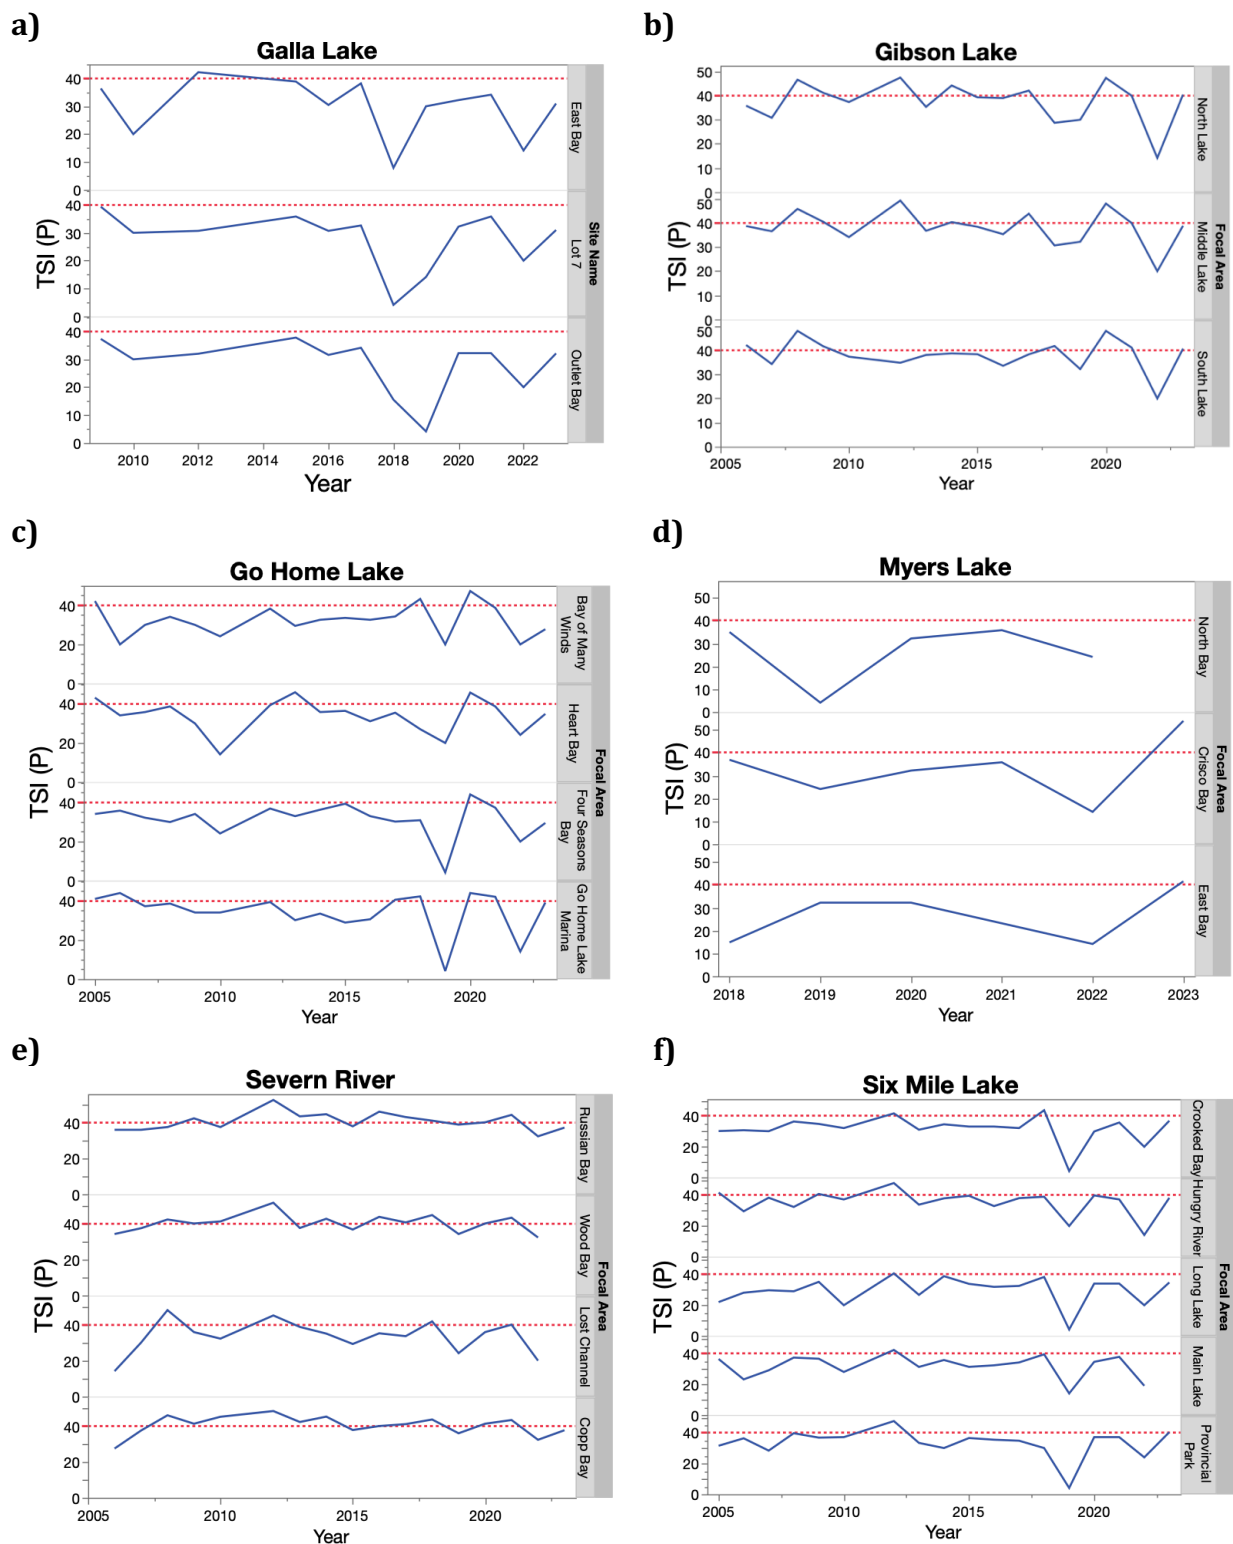 a)
Galla Lake
TSI (P)
40
30
20
10
0
40
30
20
10
0
40
30
20
10
0
East Bay
Lot 7
Outlet Bay
Site Name
2010 2012 2014 2016 2018 2020 2022
Year
b)
Gibson Lake
TSI (P)
50
40
30
20
10
0
50
40
30
20
10
0
50
40
30
20
10
0
North Lake
Middle Lake
South Lake
Focal Area
2005 2010 2015 2020
Year
c)
Go Home Lake
TSI (P)
40
20
0
40
20
0
40
20
0
40
20
0
Bay of Many
Winds
Heart Bay
Four Seasons
Bay
Go Home Lake
Marina
Focal Area
2005 2010 2015 2020
Year
d)
Myers Lake
TSI (P)
50
40
30
20
10
0
50
40
30
20
10
0
50
40
30
20
10
0
North Bay
Crisco Bay
East Bay
Focal Area
2018 2019 2020 2021 2022 2023
Year
e)
Severn River
TSI (P)
40
20
0
40
20
0
40
20
0
40
20
0
Russian Bay
Wood Bay
Lost Channel
Copp Bay
Focal Area
2005 2010 2015 2020
Year
f)
Six Mile Lake
TSI (P)
40
20
0
40
20
0
40
20
0
40
20
0
40
20
0
Crooked Bay
Hungry River
Long Lake
Main Lake
Provincial
Park
Focal Area
2005 2010 2015 2020
Year